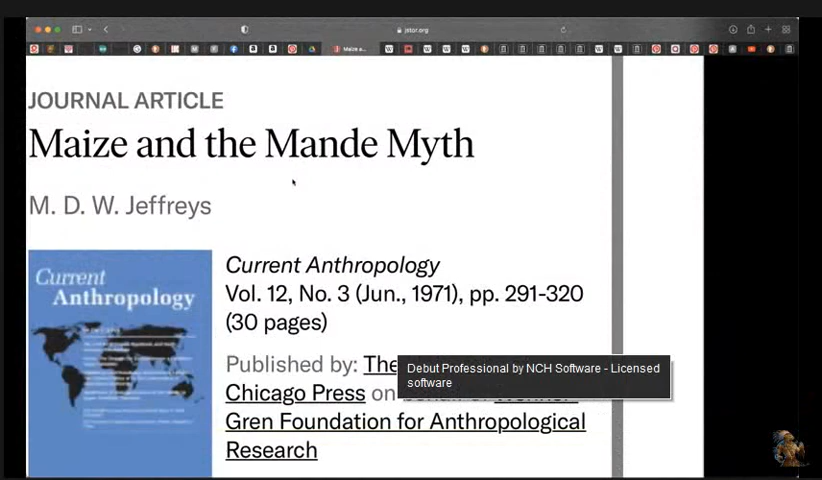 jstor.org
JOURNAL ARTICLE
Maize and the Mande Myth
M. D. W. Jeffreys
Current
Anthropology
Current Anthropology
Vol. 12, No. 3 (Jun., 1971), pp. 291-320
(30 pages)
Published by: The
Debut Professional by NCH Software - Licensed
software
Chicago Press on
Gren Foundation for Anthropological
Research